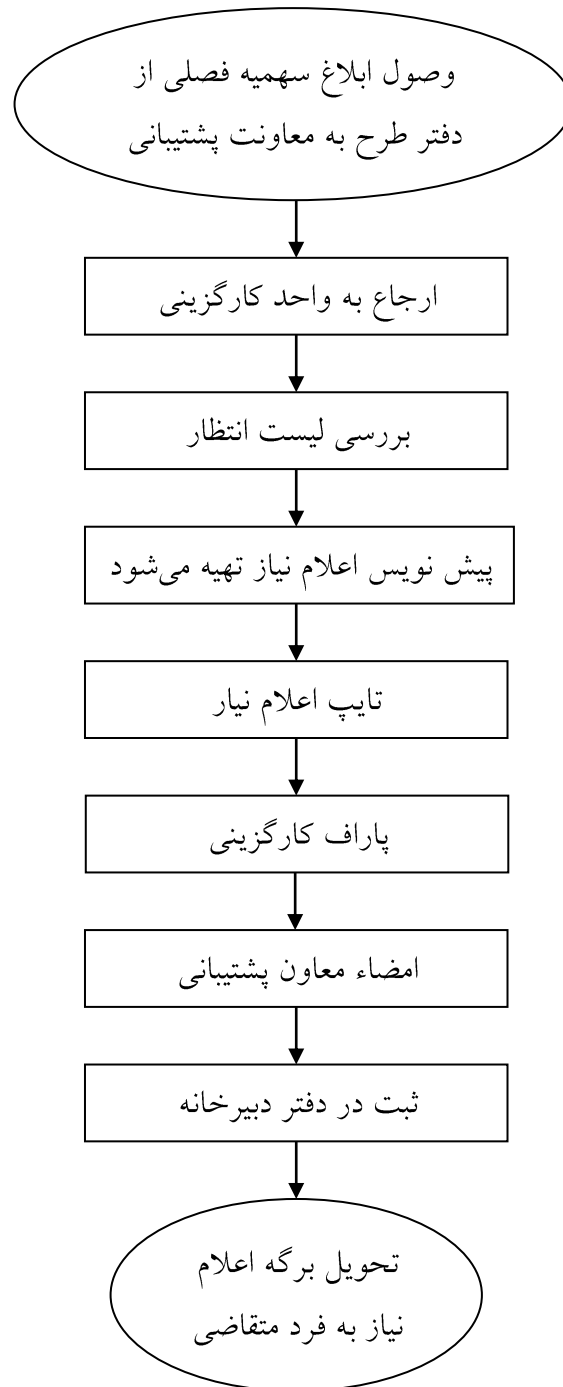 وصول ابلاغ سهمیه فصلی از
دفتر طرح به معاونت پشتیبانی
ارجاع به واحد کارگزینی
بررسی لیست انتظار
پیش نویس اعلام نیاز تهیه می‌شود
تایپ اعلام نیار
پاراف کارگزینی
امضاء معاون پشتیبانی
ثبت در دفتر دبیرخانه
تحویل برگه اعلام
نیاز به فرد متقاضی